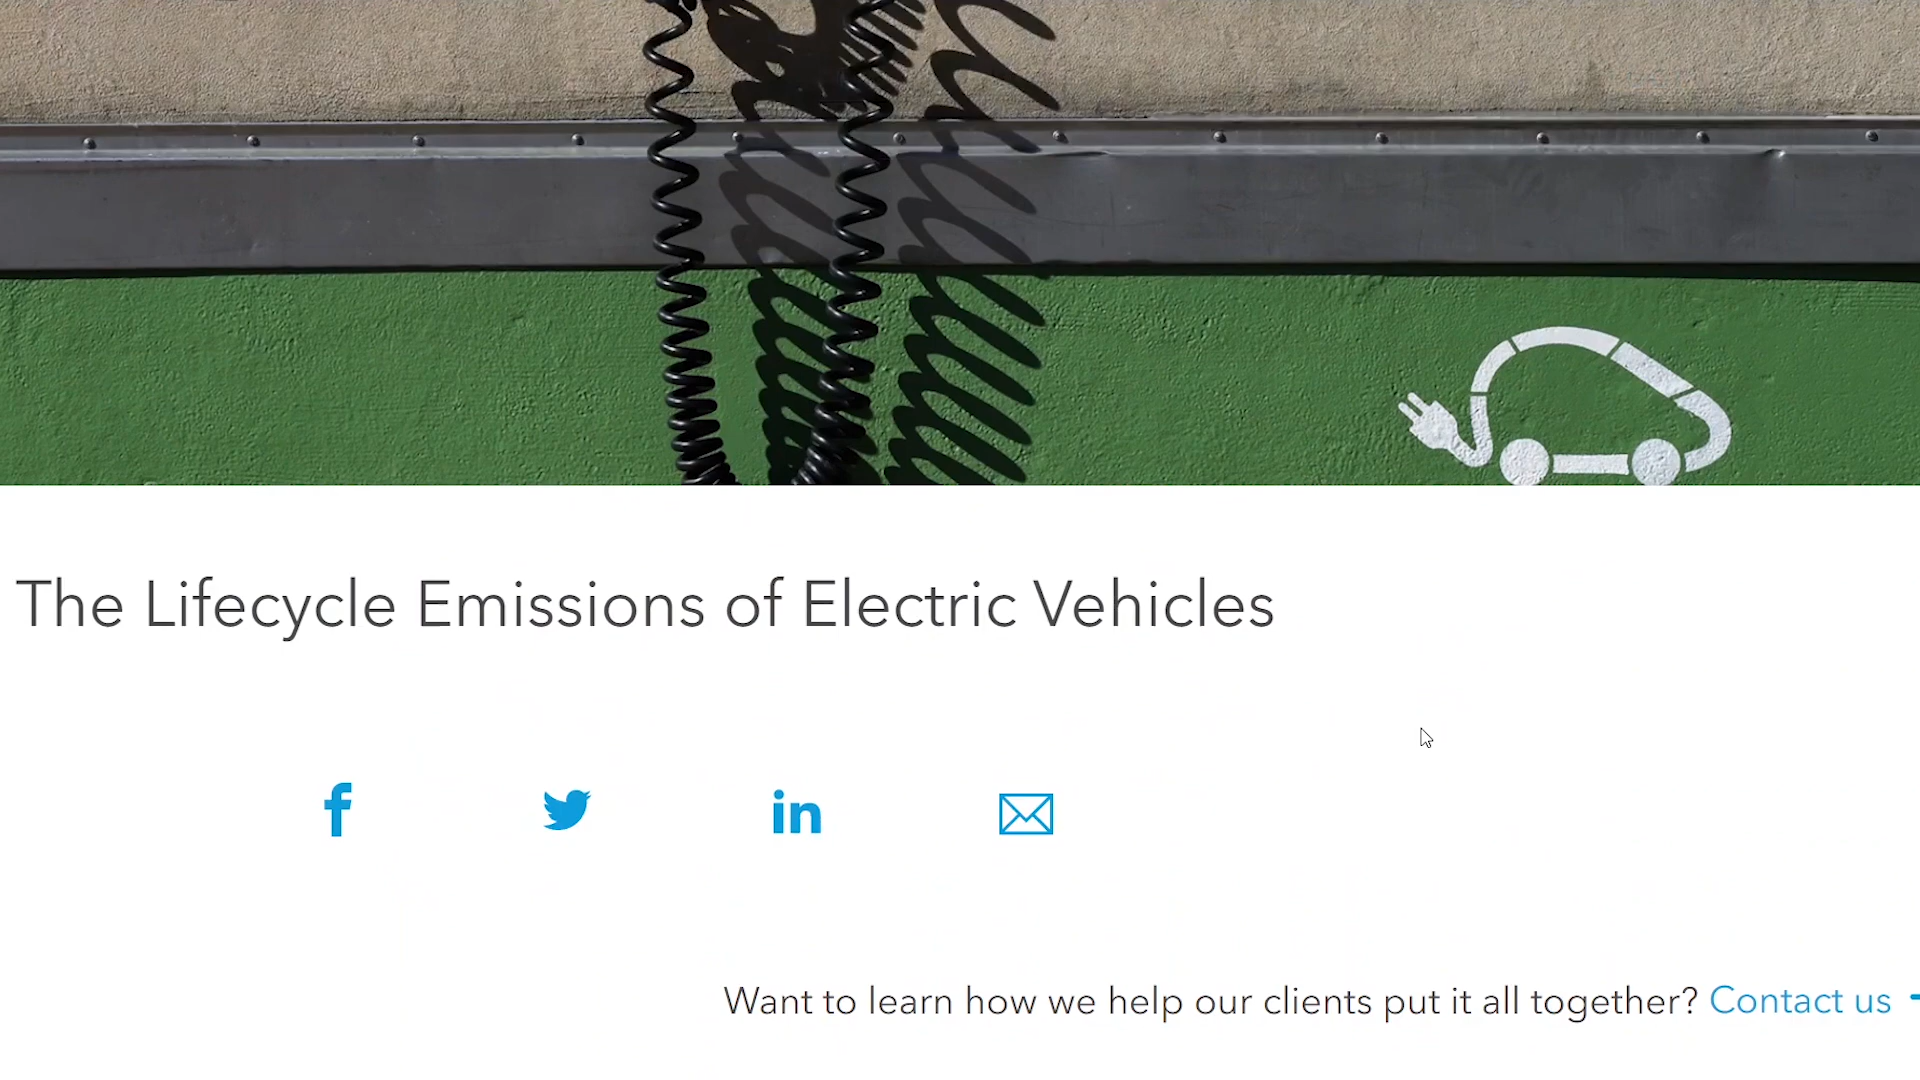 The Lifecycle Emissions of Electric Vehicles
Want to learn how we help our clients put it all together? Contact us